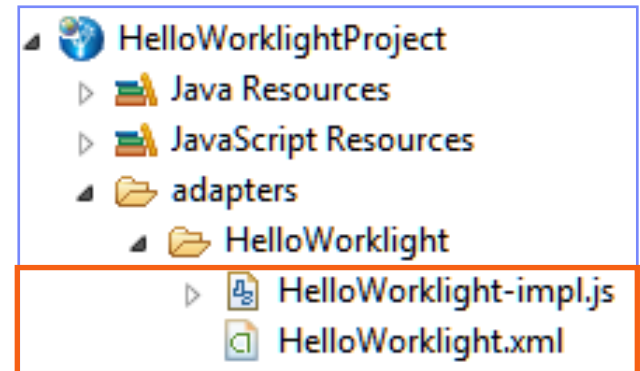 HelloWorklightProject
Java Resources
JavaScript Resources
adapters
HelloWorklight
HelloWorklight-impl.js
HelloWorklight.xml